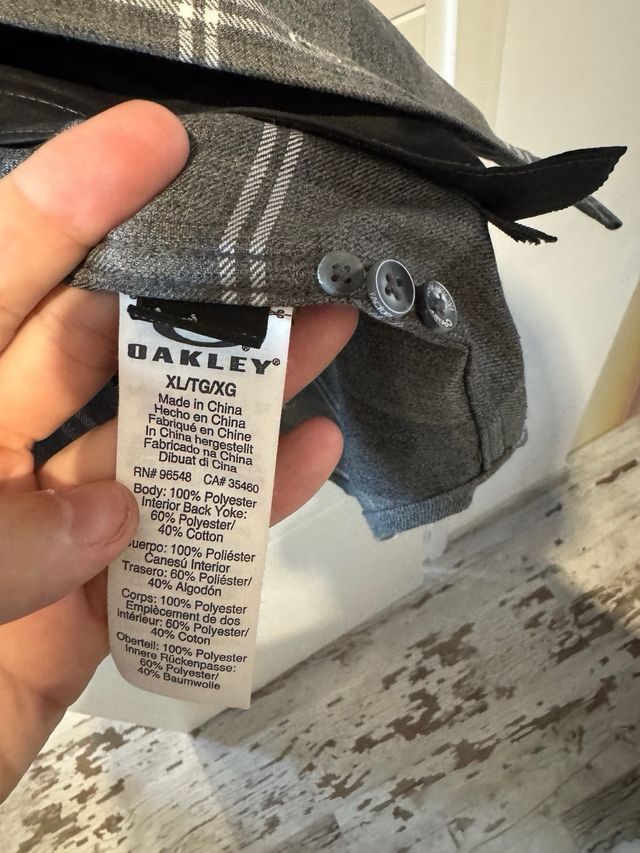 OAKLEY®
XL/TG/XG
Made in China
Hecho en China
Fabriqué en Chine
In China hergestellt
Fabricado na China
Dibuat di Cina
RN# 96548 CA# 35460
Body: 100% Polyester
Interior Back Yoke:
60% Polyester/
40% Cotton
uerpo: 100% Poliéster
Canesú Interior
Trasero: 60% Poliéster/
40% Algodón
Corps: 100% Polyester
Empiècement de dos
intérieur: 60% Polyester/
40% Coton
Oberteil: 100% Polyester
Innere Rückenpasse:
60% Polyester/
40% Baumwolle